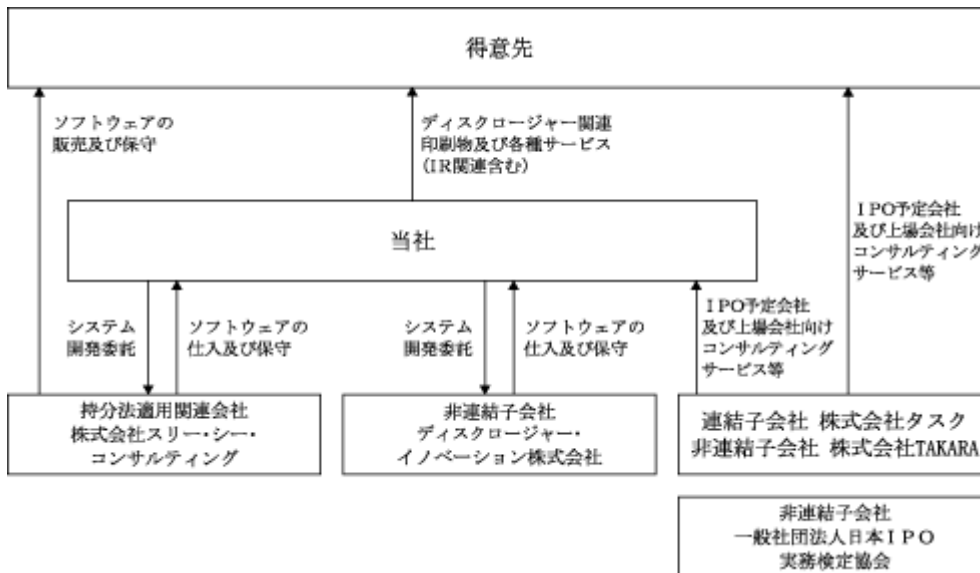 得意先
ソフトウェアの
販売及び保守
ディスクロージャー関連
印刷物及び各種サービス
(IR関連含む)
ＩＰＯ予定会社
及び上場会社向け
コンサルティング
サービス等
当社
システム
開発委託
ソフトウェアの
仕入及び保守
システム
開発委託
ソフトウェアの
仕入及び保守
ＩＰＯ予定会社
及び上場会社向け
コンサルティング
サービス等
持分法適用関連会社
株式会社スリー・シー・
コンサルティング
非連結子会社
ディスクロージャー・
イノベーション株式会社
連結子会社 株式会社タスク
非連結子会社 株式会社TAKARA
非連結子会社
一般社団法人日本ＩＰＯ
実務検定協会